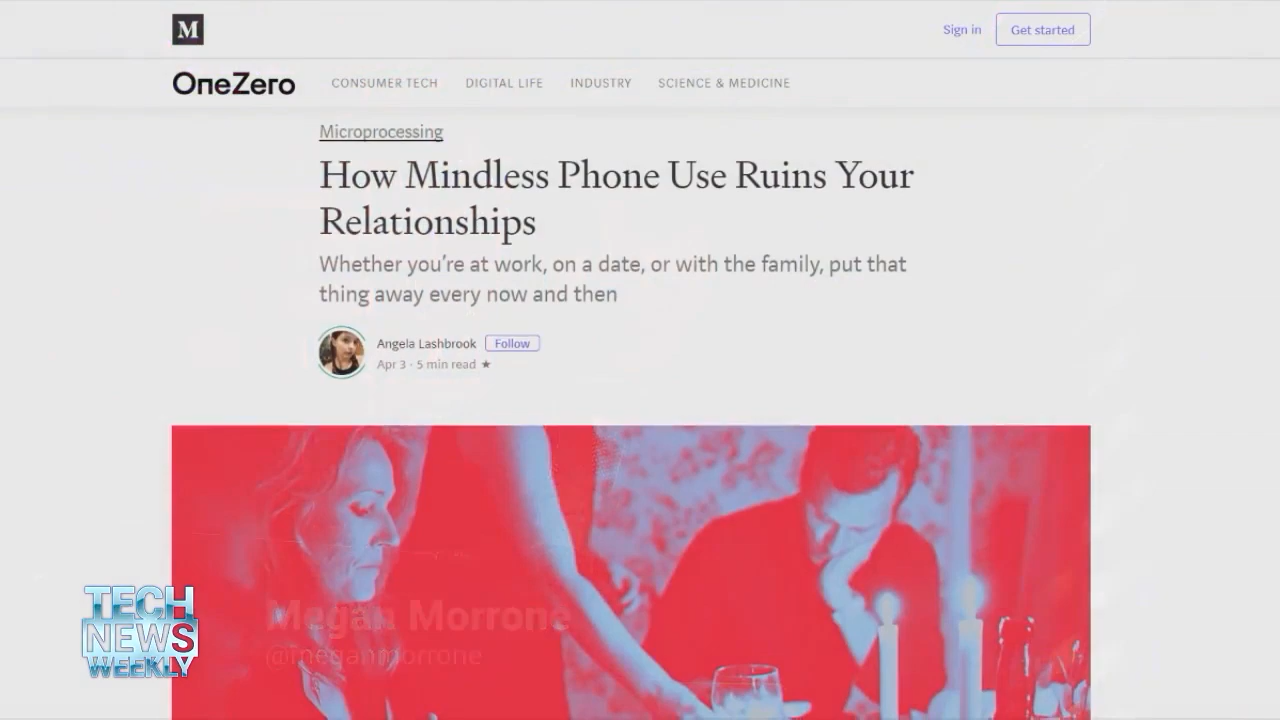 M
Sign in
Get started
OneZero
CONSUMER TECH
DIGITAL LIFE
INDUSTRY
SCIENCE & MEDICINE
Microprocessing
How Mindless Phone Use Ruins Your
Relationships
Whether you’re at work, on a date, or with the family, put that
thing away every now and then
Angela Lashbrook
Follow
Apr 3 · 5 min read ★
Megan Morrone
@meganmorrone
TECH
NEWS
WEEKLY